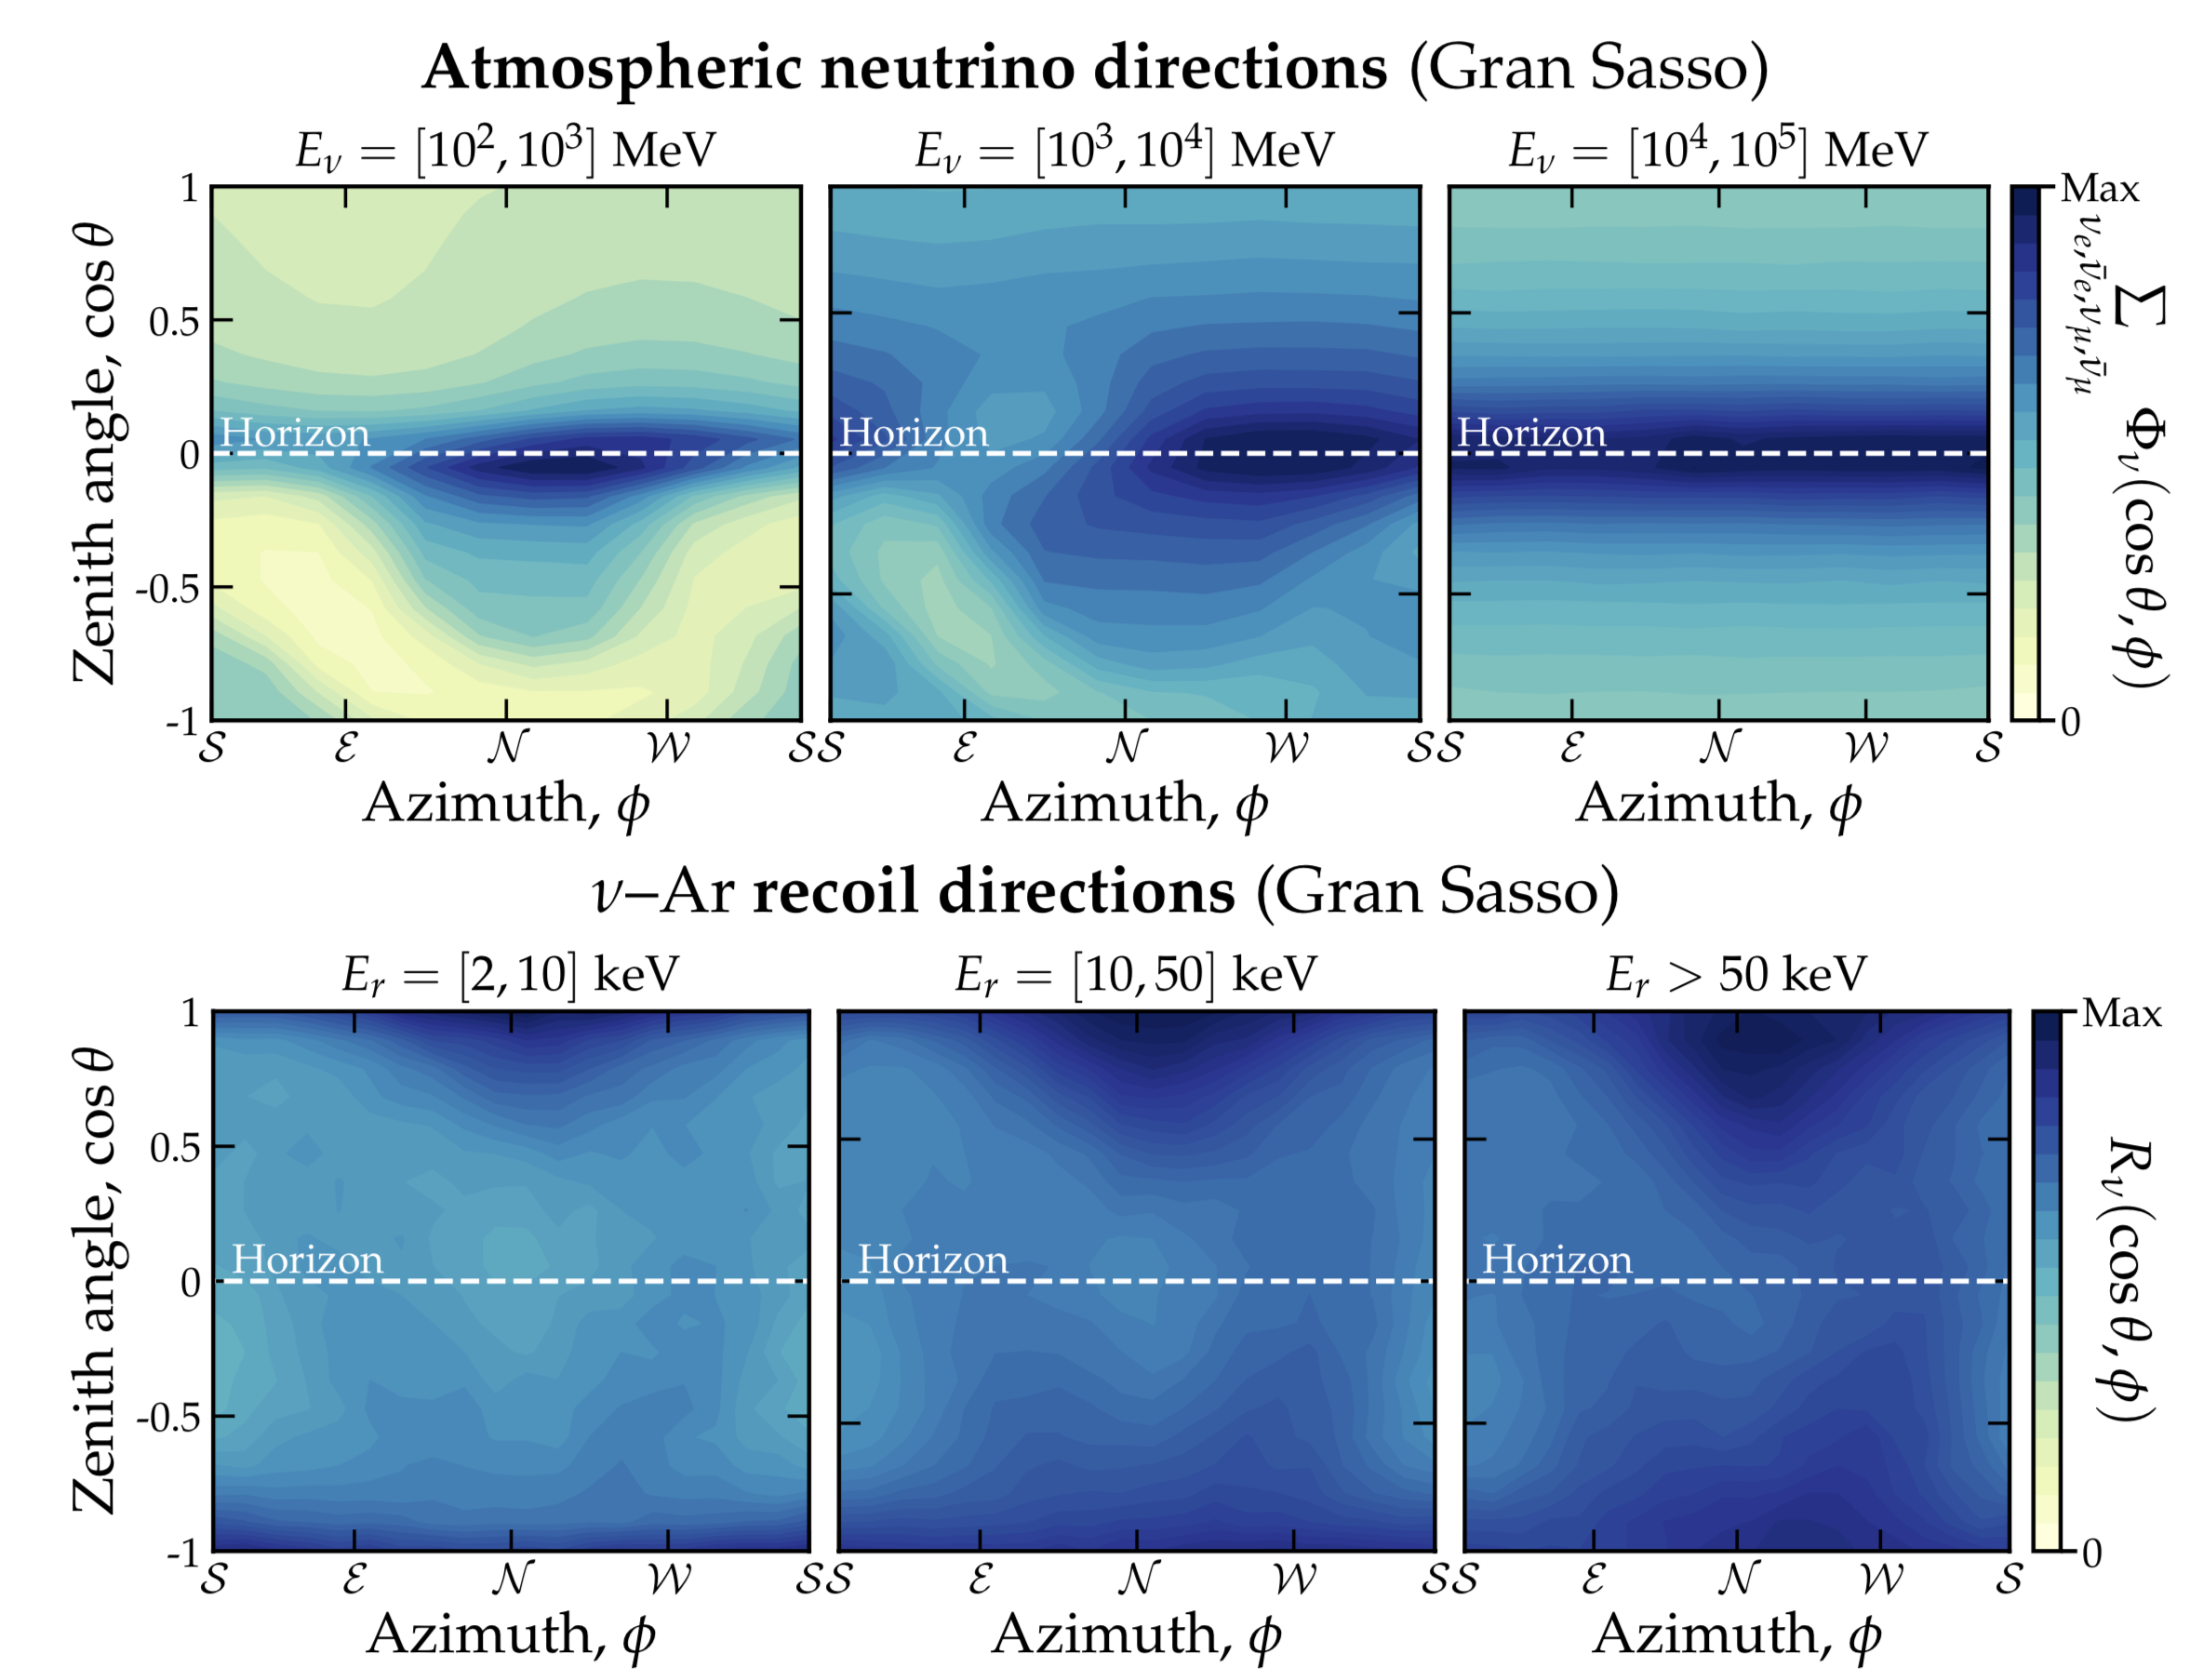 Atmospheric neutrino directions (Gran Sasso)
E_ν = [10², 10³] MeV
E_ν = [10³, 10⁴] MeV
E_ν = [10⁴, 10⁵] MeV
Zenith angle, cos θ
1
0.5
0
-0.5
-1
Horizon
Horizon
Horizon
S E N W S
S E N W S
S E N W S
Azimuth, ϕ
Azimuth, ϕ
Azimuth, ϕ
Max
0
∑ Φ_ν(cos θ, ϕ)
ν_e, ν̄_e, ν_μ, ν̄_μ
ν–Ar recoil directions (Gran Sasso)
E_r = [2, 10] keV
E_r = [10, 50] keV
E_r > 50 keV
Zenith angle, cos θ
1
0.5
0
-0.5
-1
Horizon
Horizon
Horizon
S E N W S
S E N W S
S E N W S
Azimuth, ϕ
Azimuth, ϕ
Azimuth, ϕ
Max
0
R_ν(cos θ, ϕ)